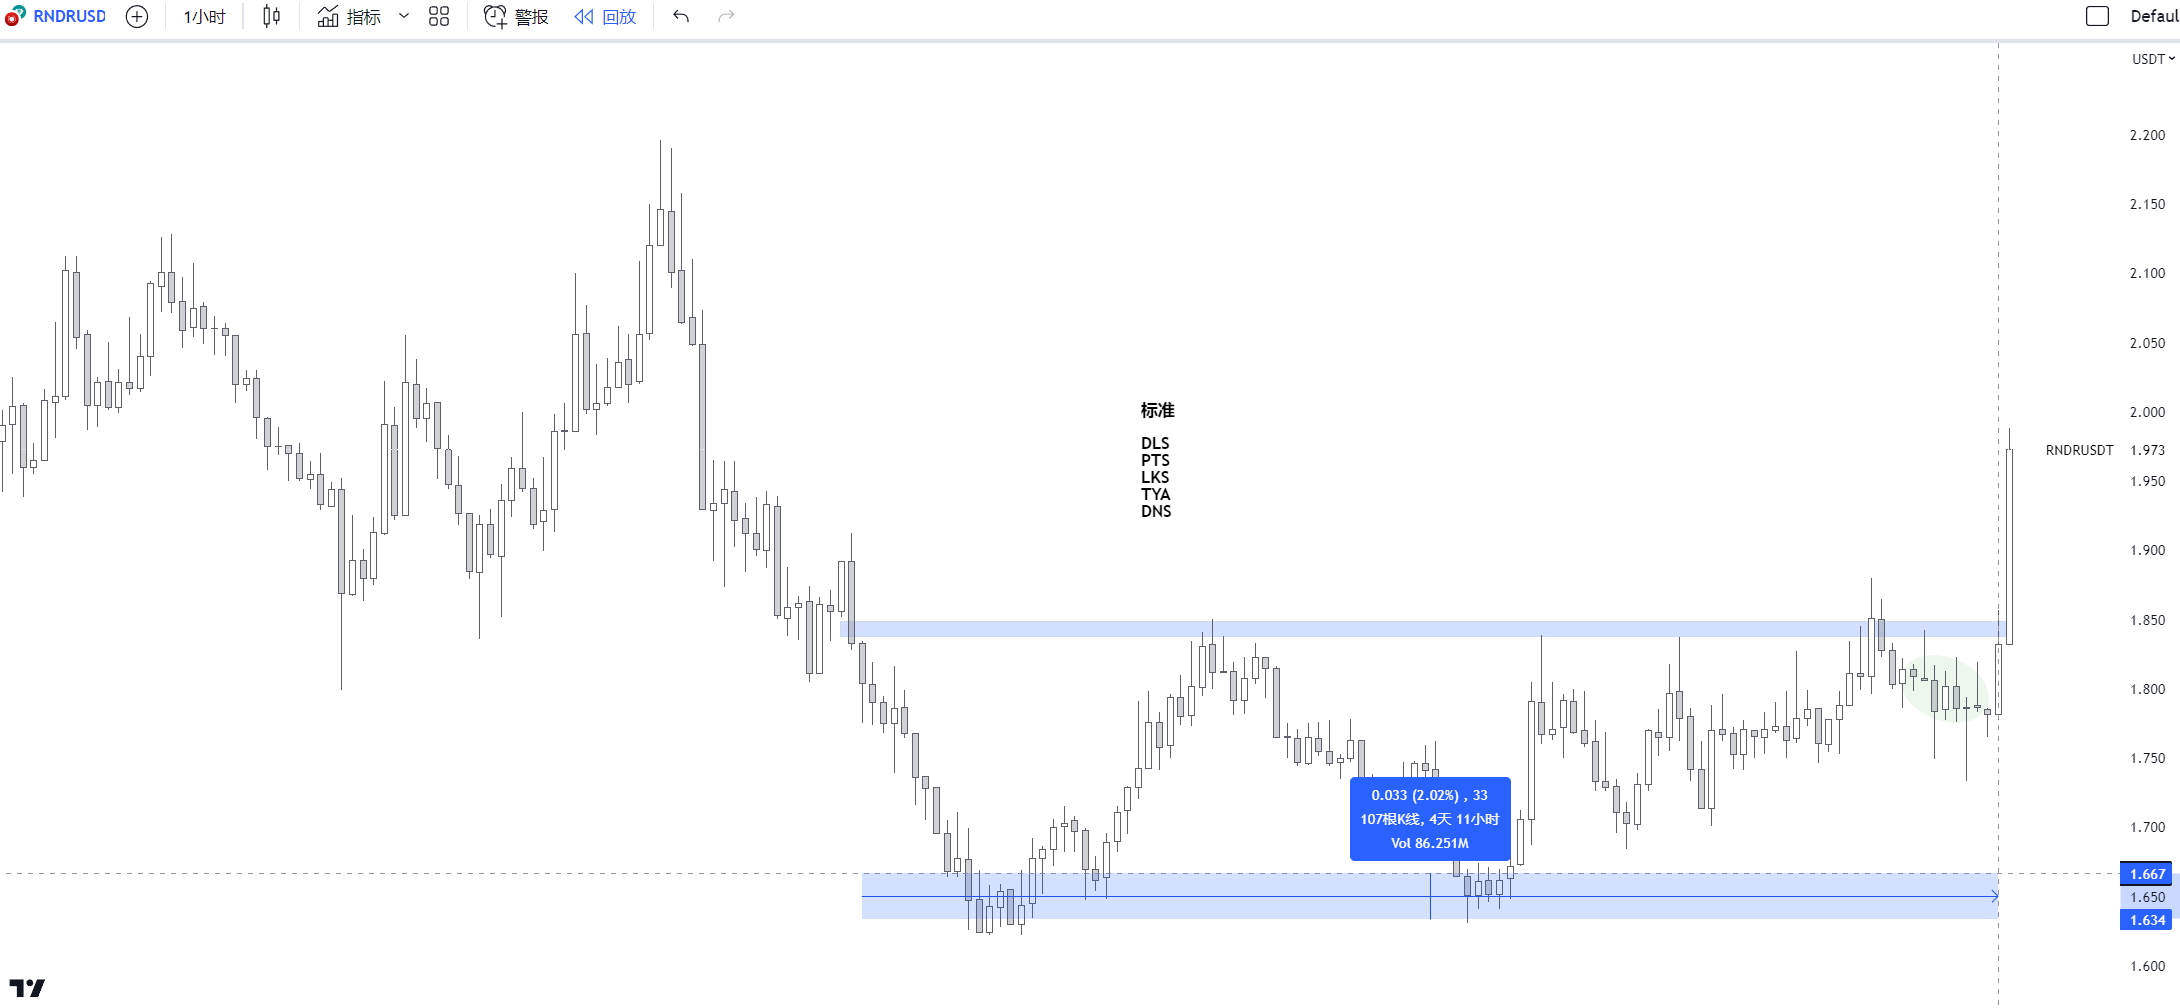 RNDRUSD 1小时 指标 警报 回放 Defaul
USDT
2.200
2.150
2.100
2.050
2.000
RNDRUSDT 1.973
1.950
1.900
1.850
1.800
1.750
1.700
1.667
1.650
1.634
1.600
标准
DLS
PTS
LKS
TYA
DNS
0.033 (2.02%) , 33
107根K线, 4天 11小时
Vol 86.251M